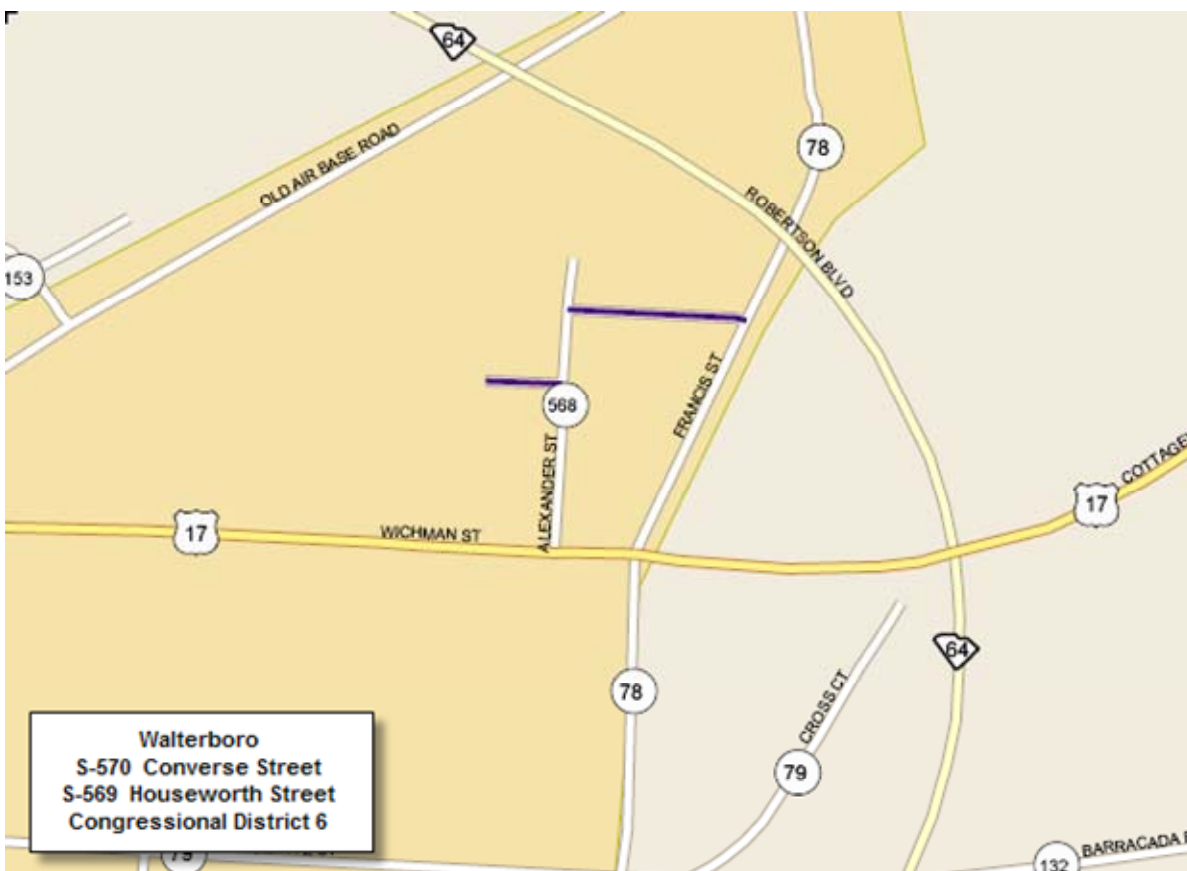 64
OLD AIR BASE ROAD
78
ROBERTSON BLVD
153
FRANCIS ST
568
ALEXANDER ST
COTTAGE
17
17
WICHMAN ST
64
78
CROSS CT
79
Walterboro
S-570 Converse Street
S-569 Houseworth Street
Congressional District 6
79
132
BARRACADA